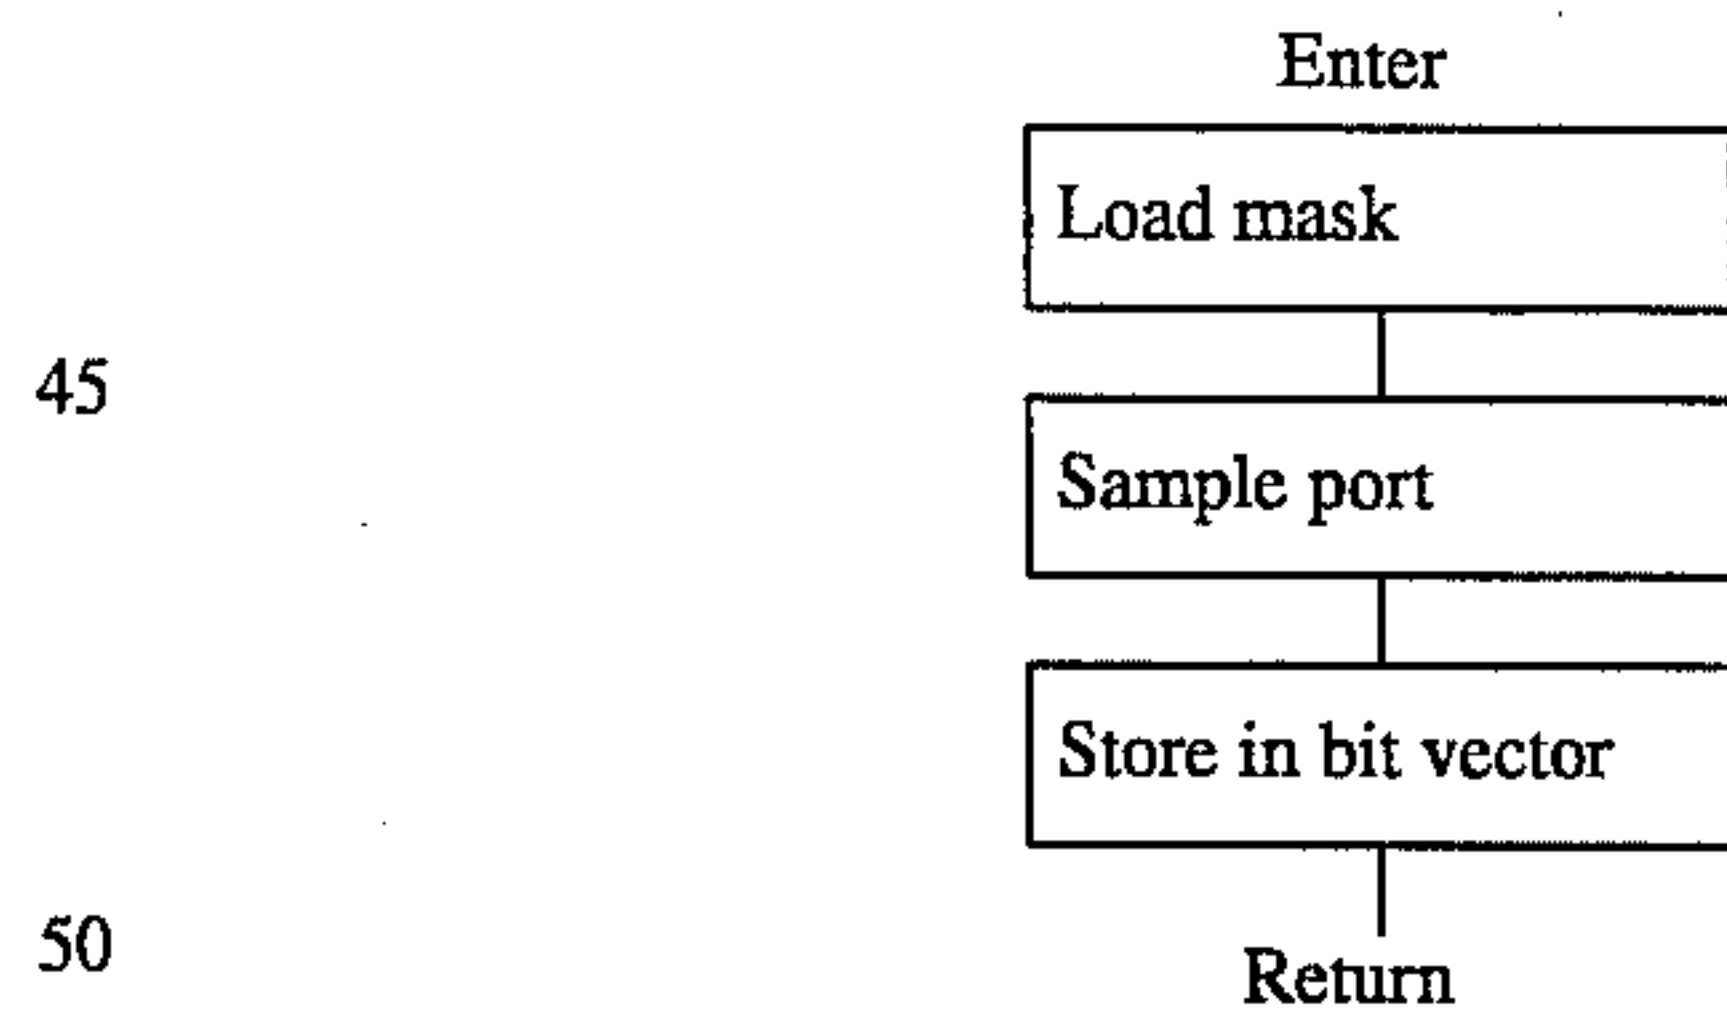 Enter
Load mask
45
Sample port
Store in bit vector
50
Return